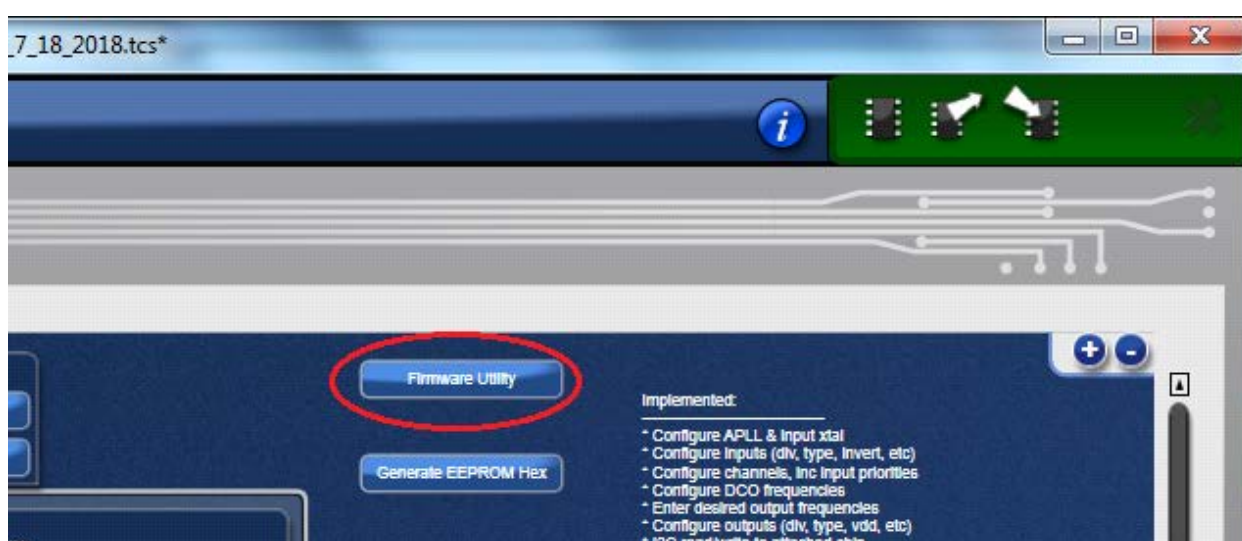 _7_18_2018.tcs*
i
Firmware Utility
Generate EEPROM Hex
Implemented:
* Configure APLL & Input xtal
* Configure Inputs (div, type, Invert, etc)
* Configure channels, Inc Input priorities
* Configure DCO frequencies
* Enter desired output frequencies
* Configure outputs (div, type, vdd, etc)